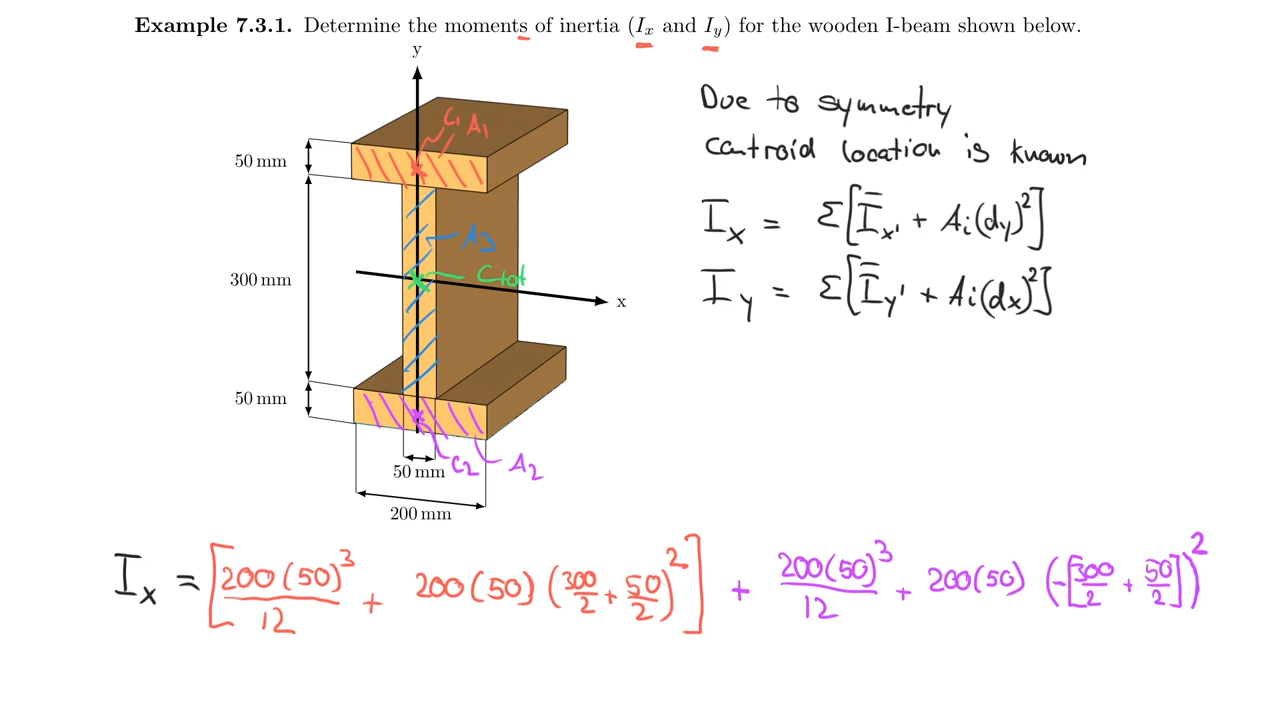 Example 7.3.1. Determine the moments of inertia (Iₓ and I_y) for the wooden I-beam shown below.
y
C₁ A₁
50 mm
A₃
300 mm
Ctot
x
50 mm
50 mm
C₂
A₂
200 mm
Due to symmetry
centroid location is known
Iₓ = Σ[Īₓ' + Aᵢ(dy)²]
I_y = Σ[Ī_y' + Aᵢ(dx)²]
Iₓ = [200(50)³/12 + 200(50)(300/2 + 50/2)²] + 200(50)³/12 + 200(50)(-[300/2 + 50/2])²